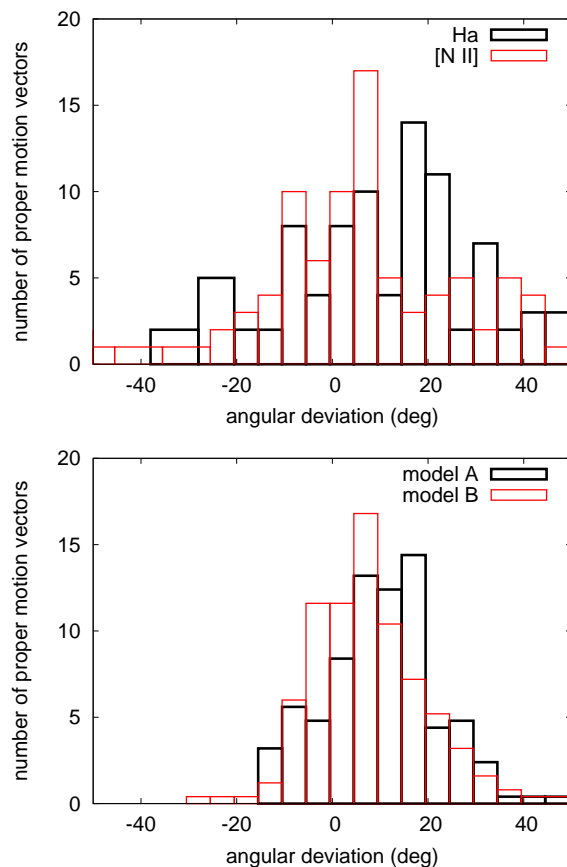 20
15
10
5
0
-40 -20 0 20 40
number of proper motion vectors
angular deviation (deg)
Ha
[N II]
20
15
10
5
0
-40 -20 0 20 40
number of proper motion vectors
angular deviation (deg)
model A
model B